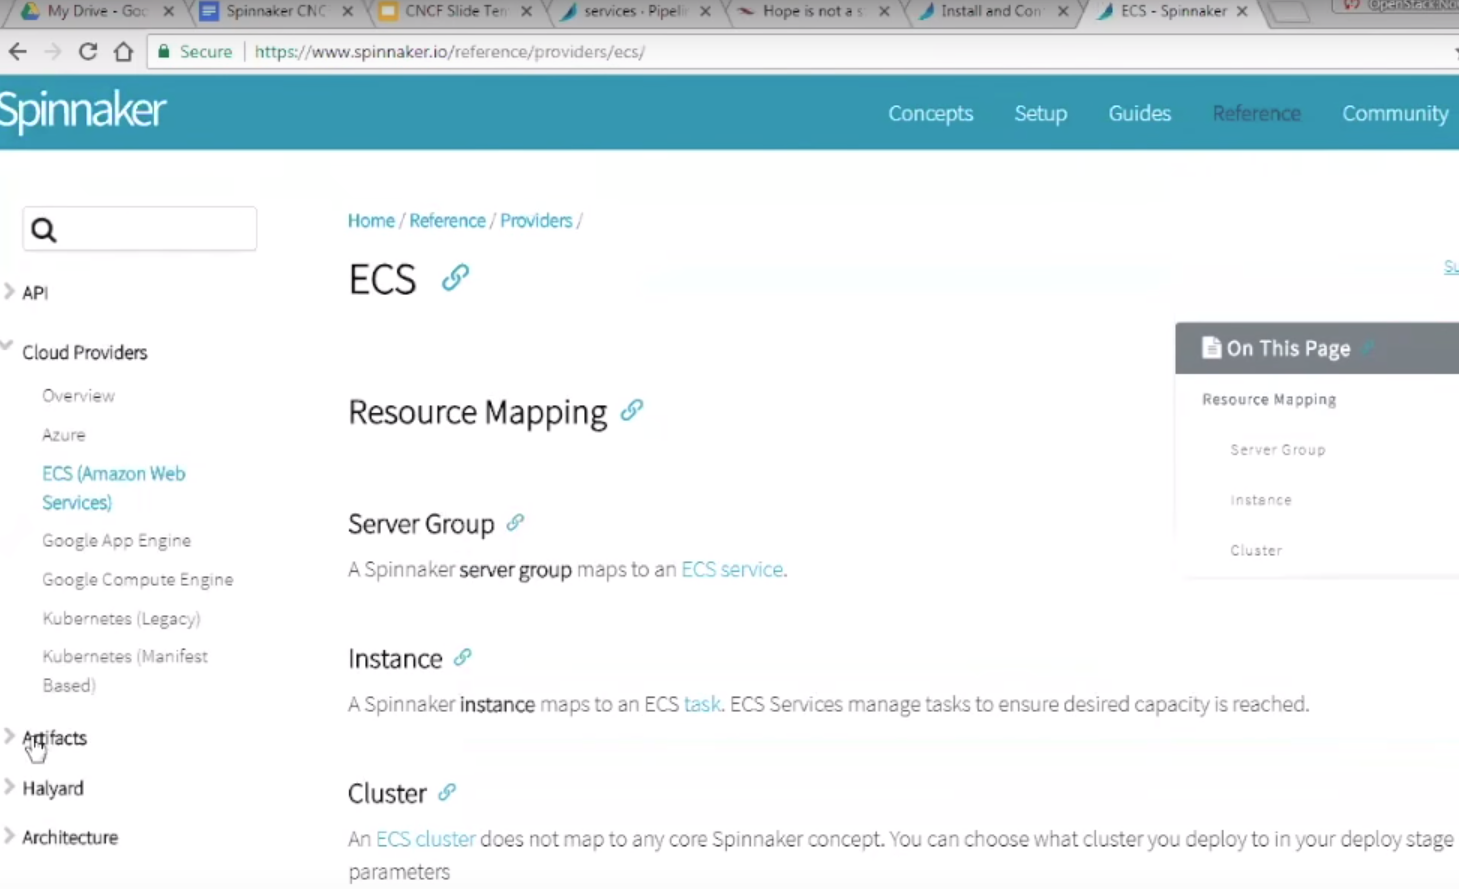 My Drive - Goo
Spinnaker CNC
CNCF Slide Tem
services · Pipelin
Hope is not a s
Install and Con
ECS - Spinnaker
OpenStack
Secure
https://www.spinnaker.io/reference/providers/ecs/
Spinnaker
Concepts
Setup
Guides
Reference
Community
Home / Reference / Providers /
ECS
Su
API
Cloud Providers
Overview
Azure
ECS (Amazon Web
Services)
Google App Engine
Google Compute Engine
Kubernetes (Legacy)
Kubernetes (Manifest
Based)
Artifacts
Halyard
Architecture
Resource Mapping
Server Group
A Spinnaker server group maps to an ECS service.
Instance
A Spinnaker instance maps to an ECS task. ECS Services manage tasks to ensure desired capacity is reached.
Cluster
An ECS cluster does not map to any core Spinnaker concept. You can choose what cluster you deploy to in your deploy stage
parameters
On This Page
Resource Mapping
Server Group
Instance
Cluster